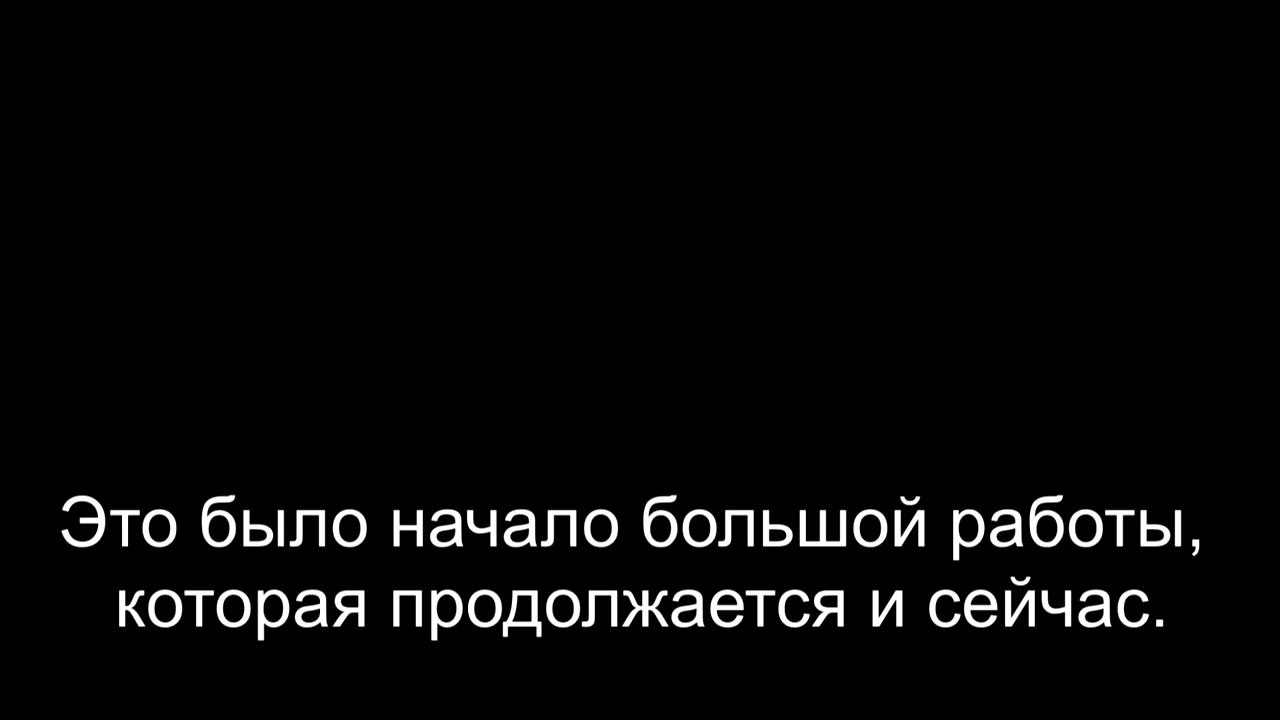 Это было начало большой работы,
которая продолжается и сейчас.